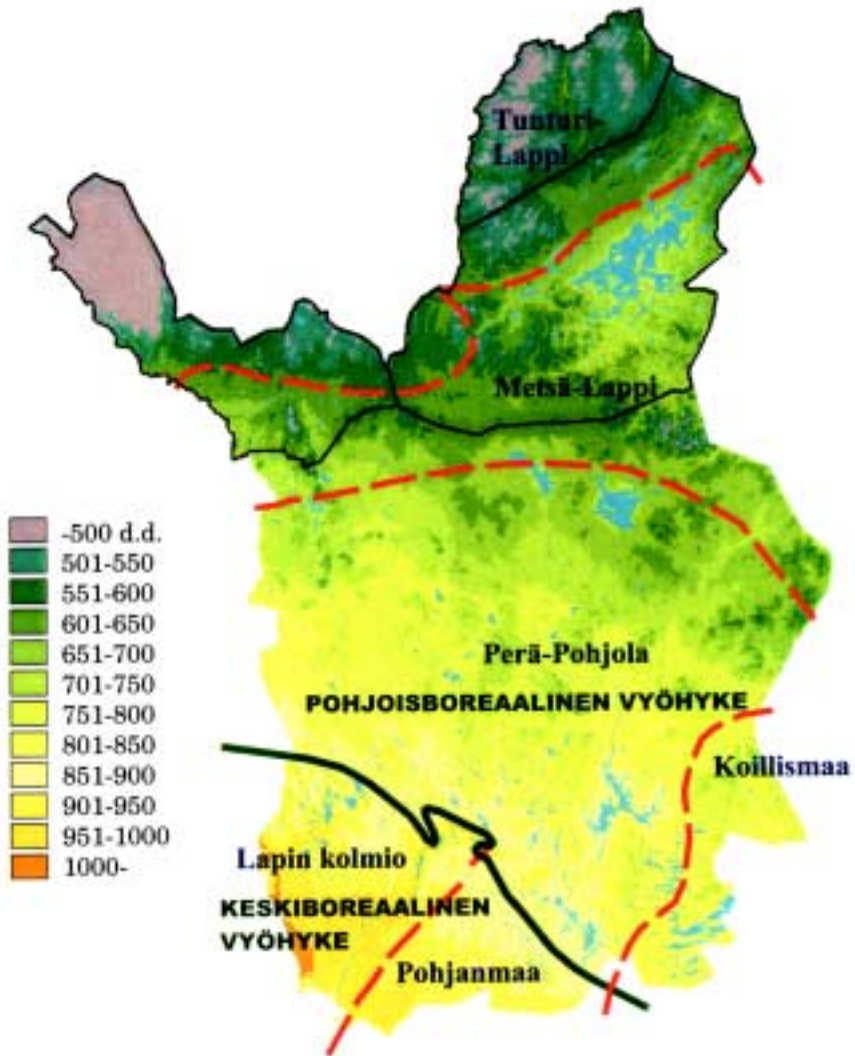 Tunturi-
Lappi
Metsä-Lappi
-500 d.d.
501-550
551-600
601-650
651-700
701-750
751-800
801-850
851-900
901-950
951-1000
1000-
Perä-Pohjola
POHJOISBOREAALINEN VYÖHYKE
Koillismaa
Lapin kolmio
KESKIBOREAALINEN
VYÖHYKE
Pohjanmaa